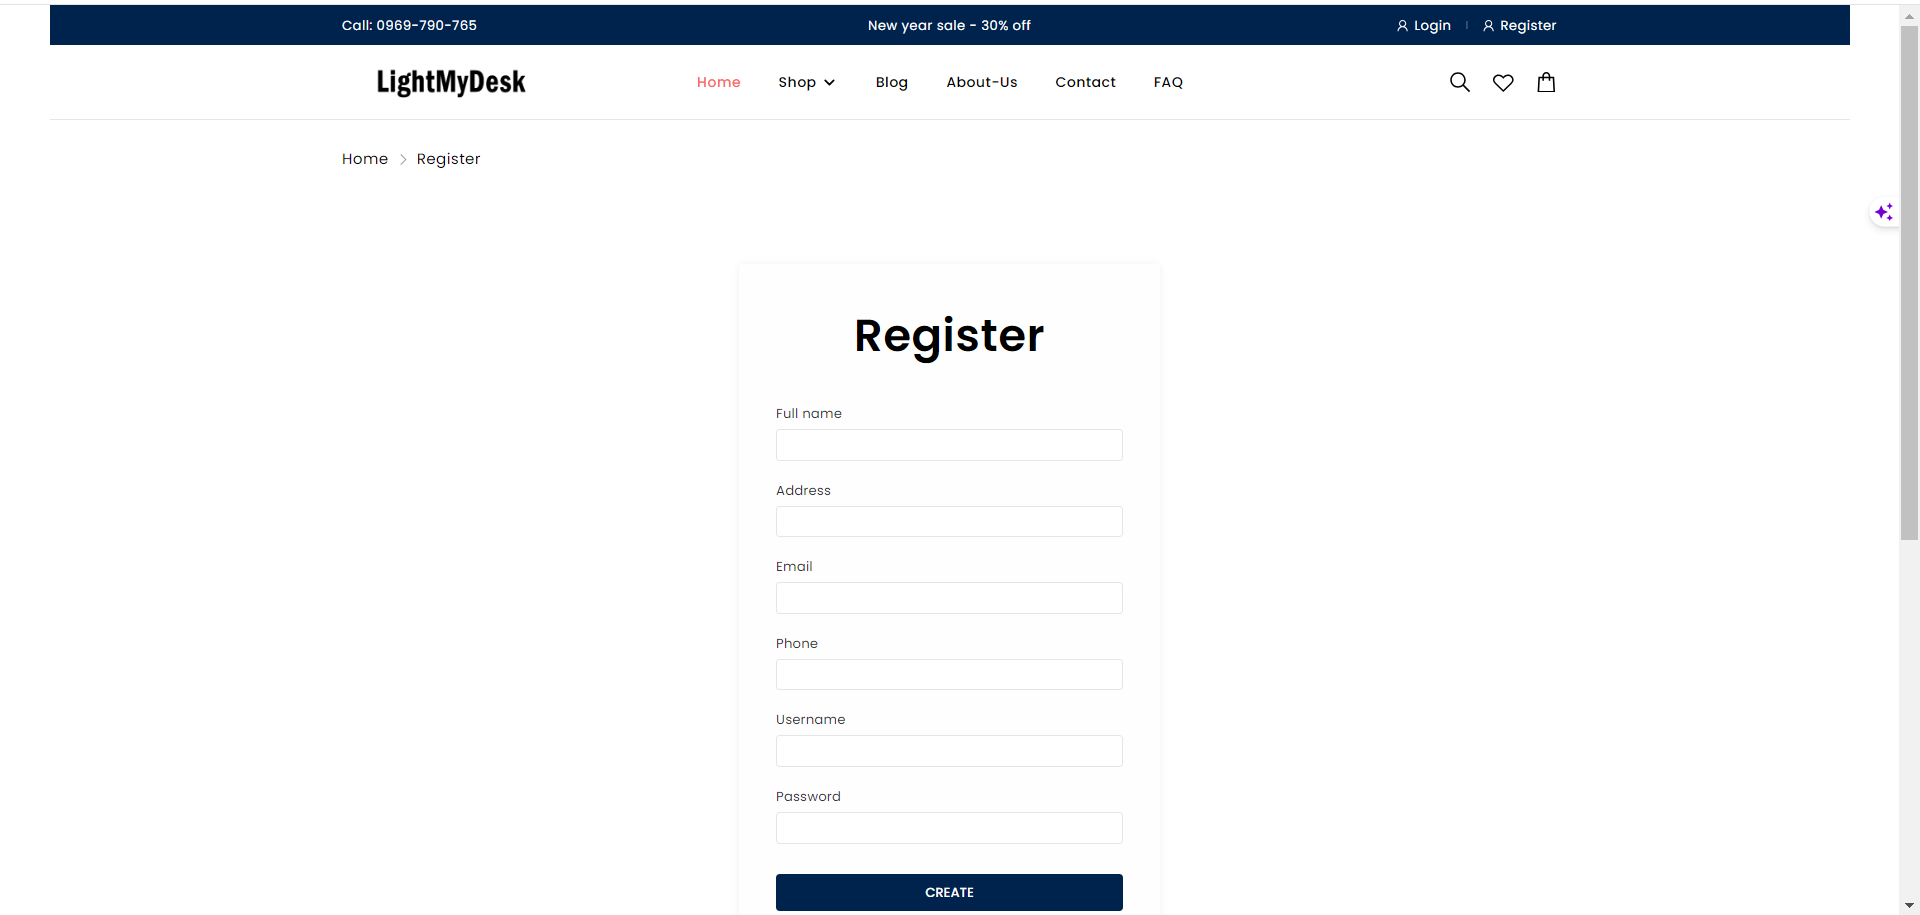 Call: 0969-790-765
New year sale - 30% off
Login
Register
LightMyDesk
Home
Shop
Blog
About-Us
Contact
FAQ
Home
Register
Register
Full name
Address
Email
Phone
Username
Password
CREATE